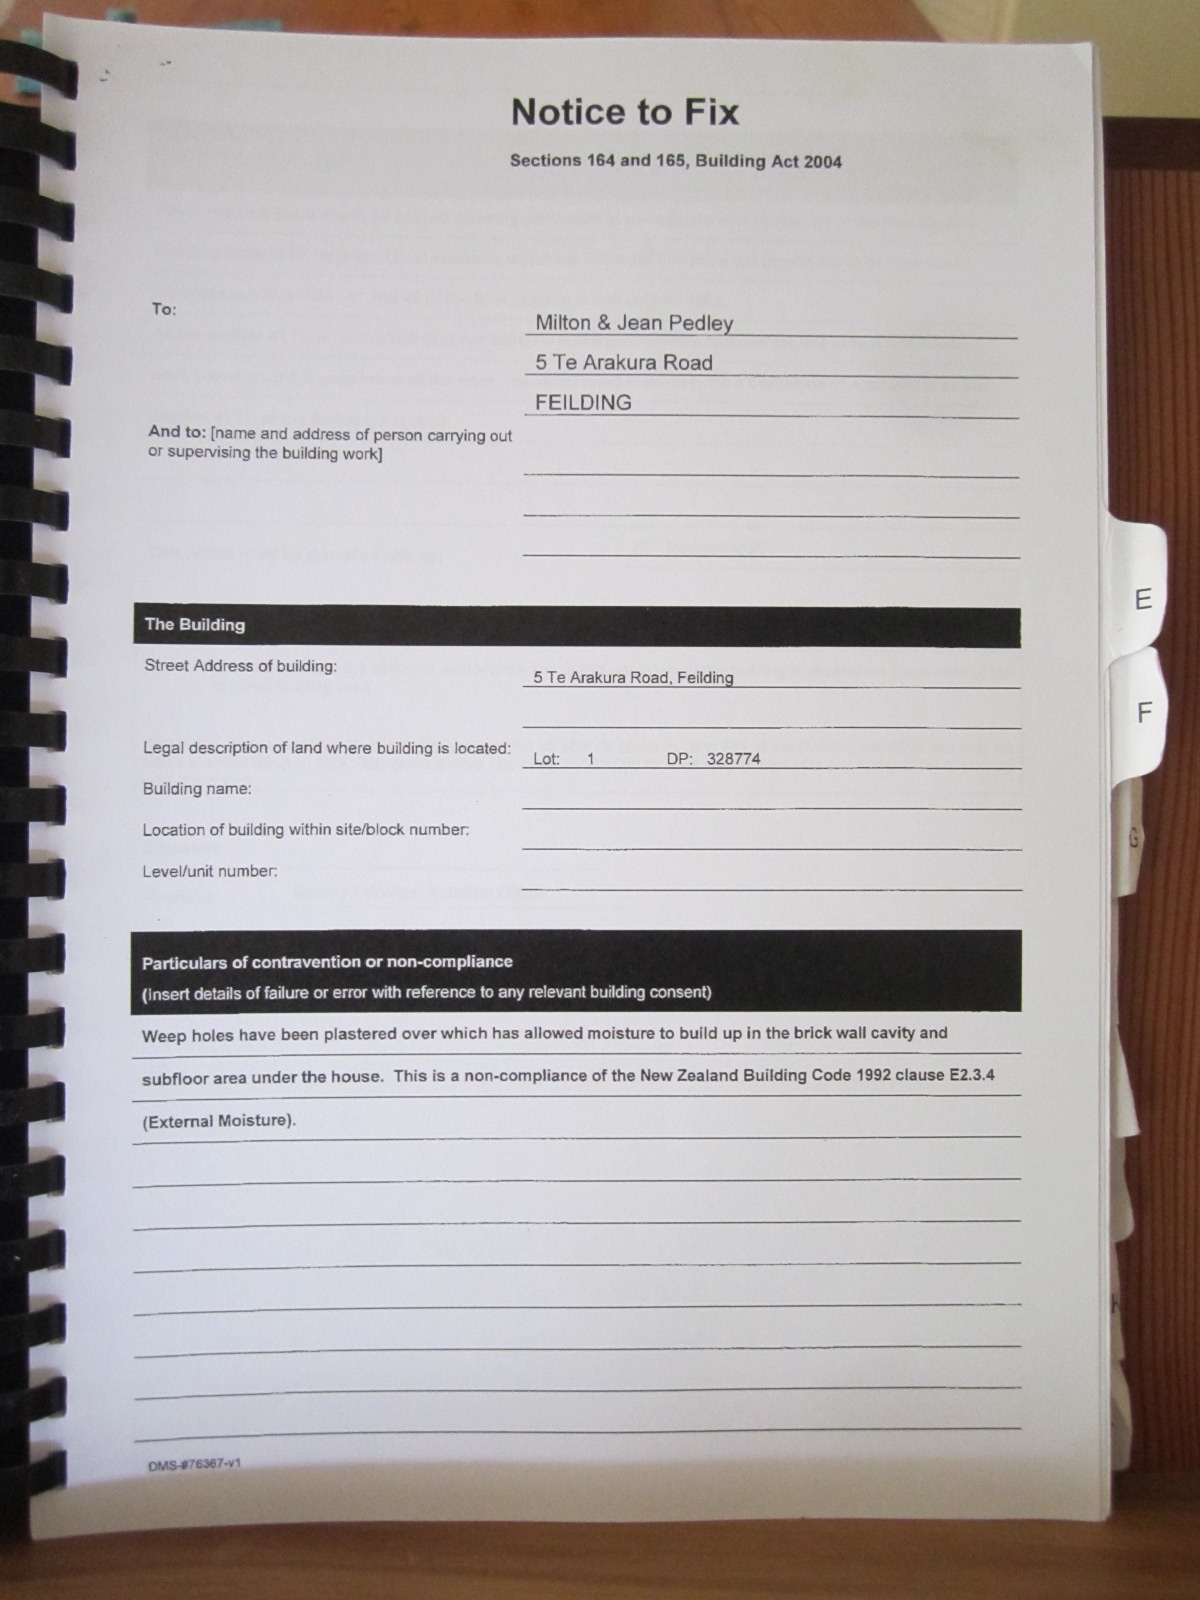 Notice to Fix
Sections 164 and 165, Building Act 2004
To:
Milton & Jean Pedley
5 Te Arakura Road
FEILDING
And to: [name and address of person carrying out
or supervising the building work]
The Building
Street Address of building:
5 Te Arakura Road, Feilding
Legal description of land where building is located:
Lot: 1 DP: 328774
Building name:
Location of building within site/block number:
Level/unit number:
Particulars of contravention or non-compliance
(insert details of failure or error with reference to any relevant building consent)
Weep holes have been plastered over which has allowed moisture to build up in the brick wall cavity and
subfloor area under the house. This is a non-compliance of the New Zealand Building Code 1992 clause E2.3.4
(External Moisture).
DMS-#76367-v1
E
F
G